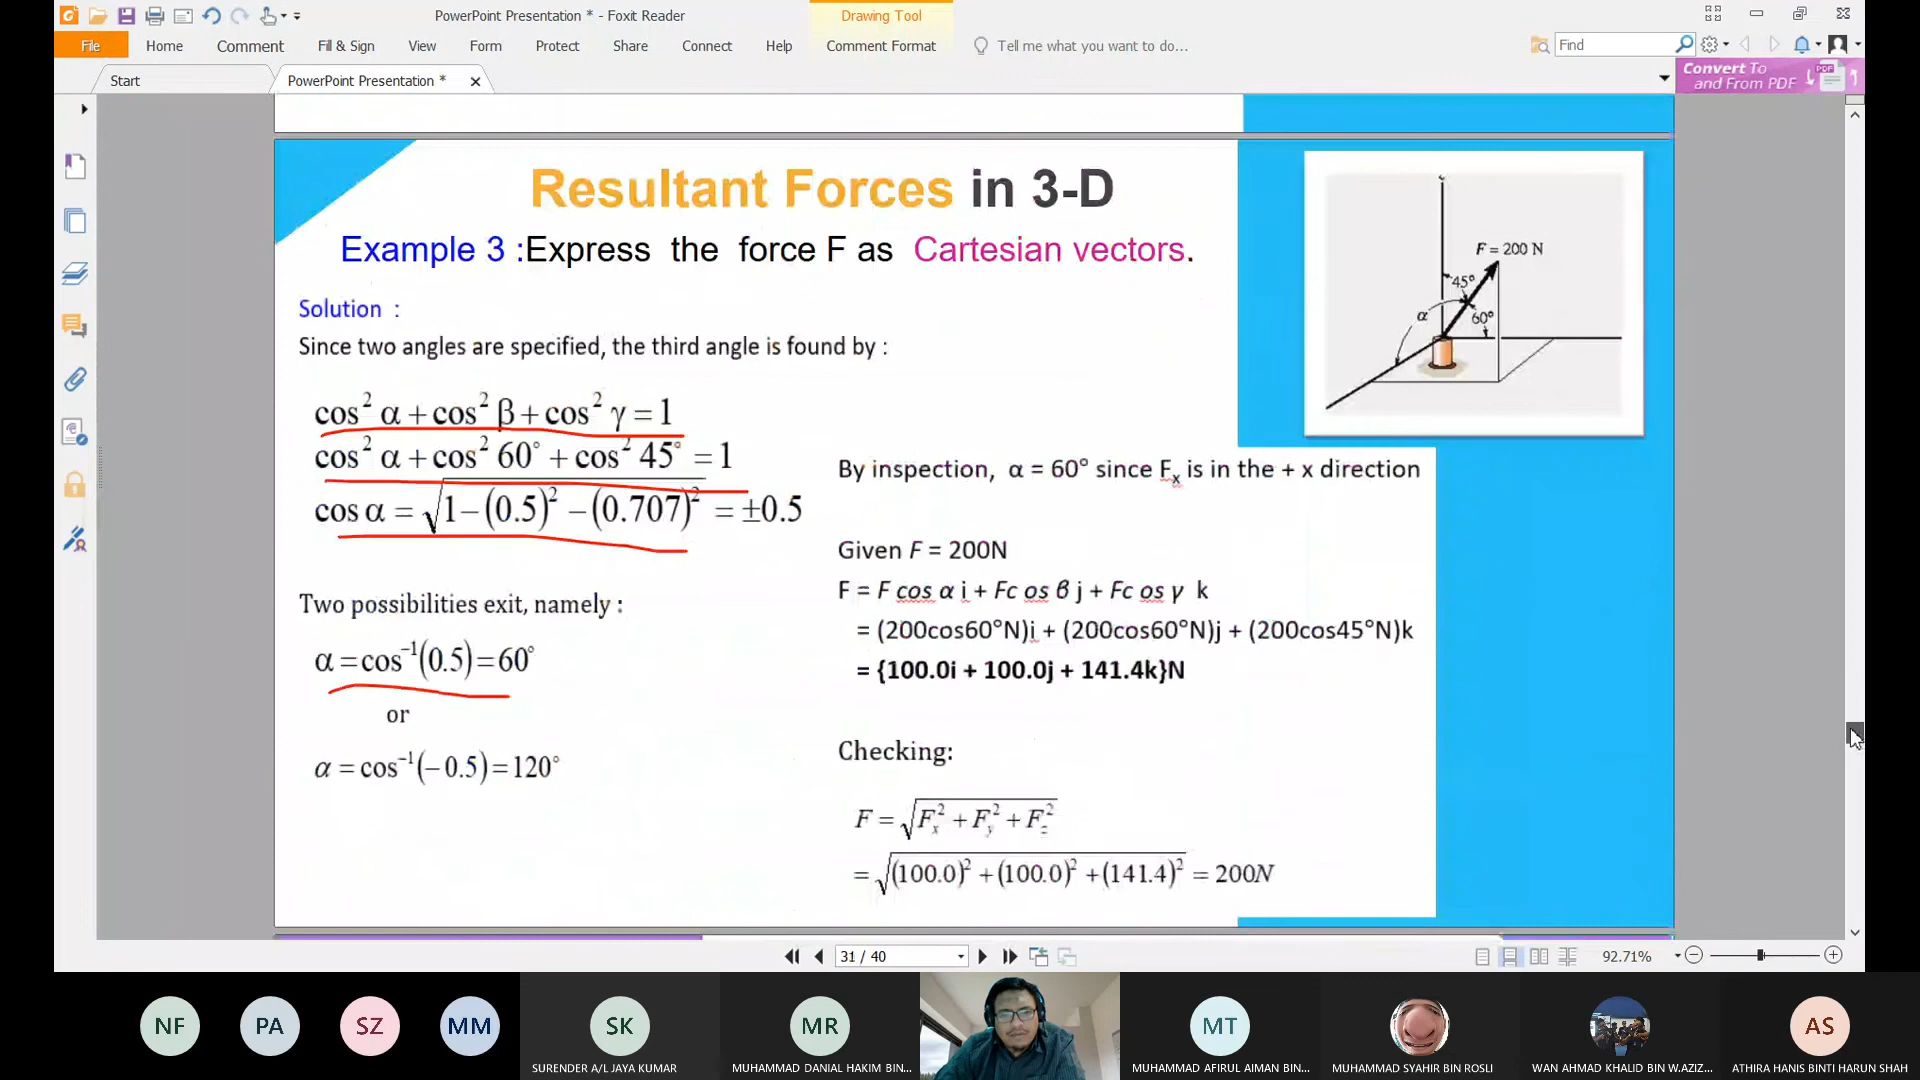 PowerPoint Presentation * - Foxit Reader
Drawing Tool
File Home Comment Fill & Sign View Form Protect Share Connect Help Comment Format Tell me what you want to do... Find
Start PowerPoint Presentation *
Convert To and From PDF
Resultant Forces in 3-D
Example 3 :Express the force F as Cartesian vectors.
Solution :
Since two angles are specified, the third angle is found by :
cos² α + cos² β + cos² γ = 1
cos² α + cos² 60° + cos² 45° = 1
cos α = √1 − (0.5)² − (0.707)² = ±0.5
Two possibilities exit, namely :
α = cos⁻¹(0.5) = 60°
or
α = cos⁻¹(− 0.5) = 120°
F = 200 N
45°
α
60°
By inspection, α = 60° since Fₓ is in the + x direction
Given F = 200N
F = F cos α i + Fc os β j + Fc os γ k
= (200cos60°N)i + (200cos60°N)j + (200cos45°N)k
= {100.0i + 100.0j + 141.4k}N
Checking:
F = √Fx² + Fy² + Fz²
= √(100.0)² + (100.0)² + (141.4)² = 200N
31 / 40
92.71%
NF PA SZ MM SK MR MT AS
SURENDER A/L JAYA KUMAR
MUHAMMAD DANIAL HAKIM BIN...
MUHAMMAD AFIRUL AIMAN BIN...
MUHAMMAD SYAHIR BIN ROSLI
WAN AHMAD KHALID BIN W.AZIZ...
ATHIRA HANIS BINTI HARUN SHAH